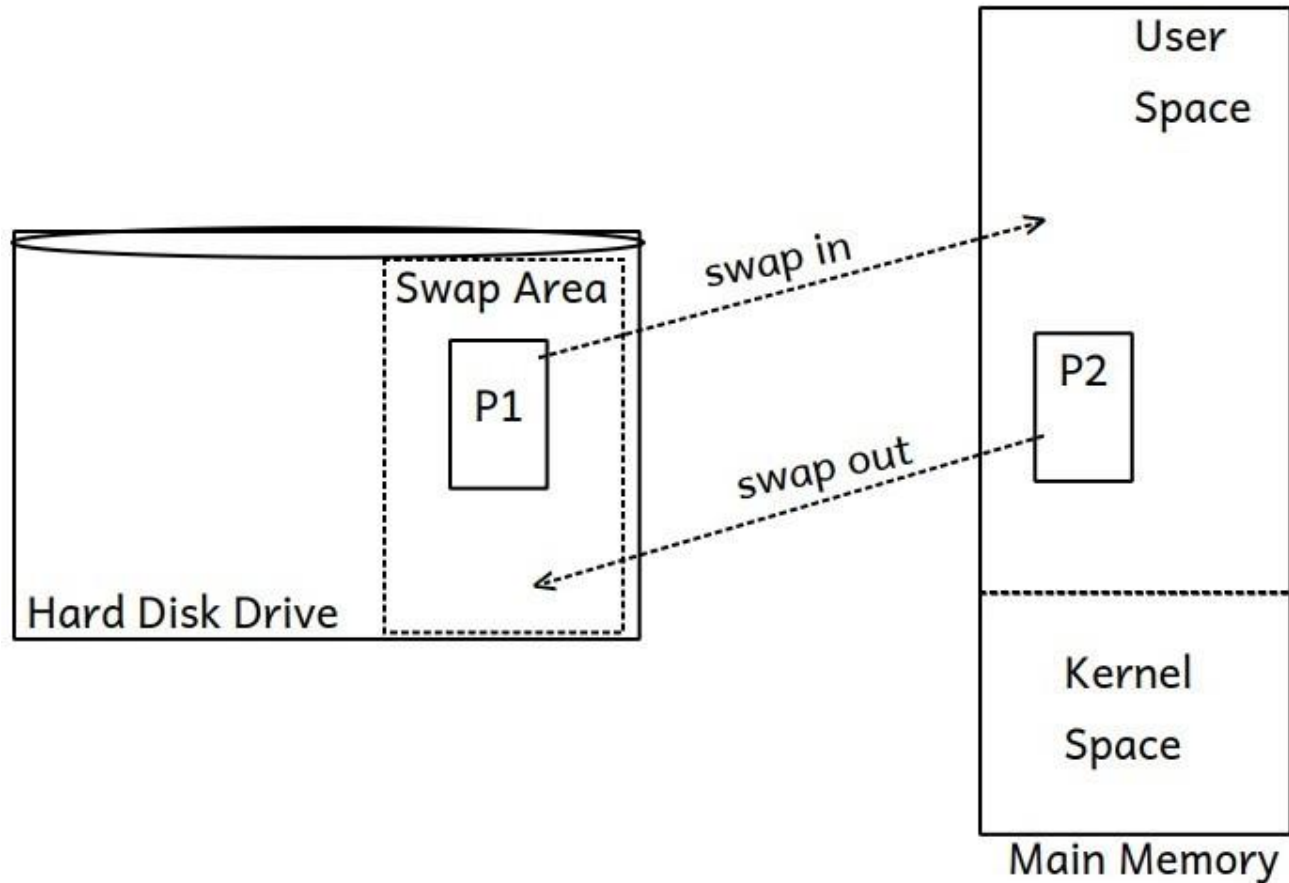 User
Space
swap in
Swap Area
P1
P2
swap out
Hard Disk Drive
Kernel
Space
Main Memory